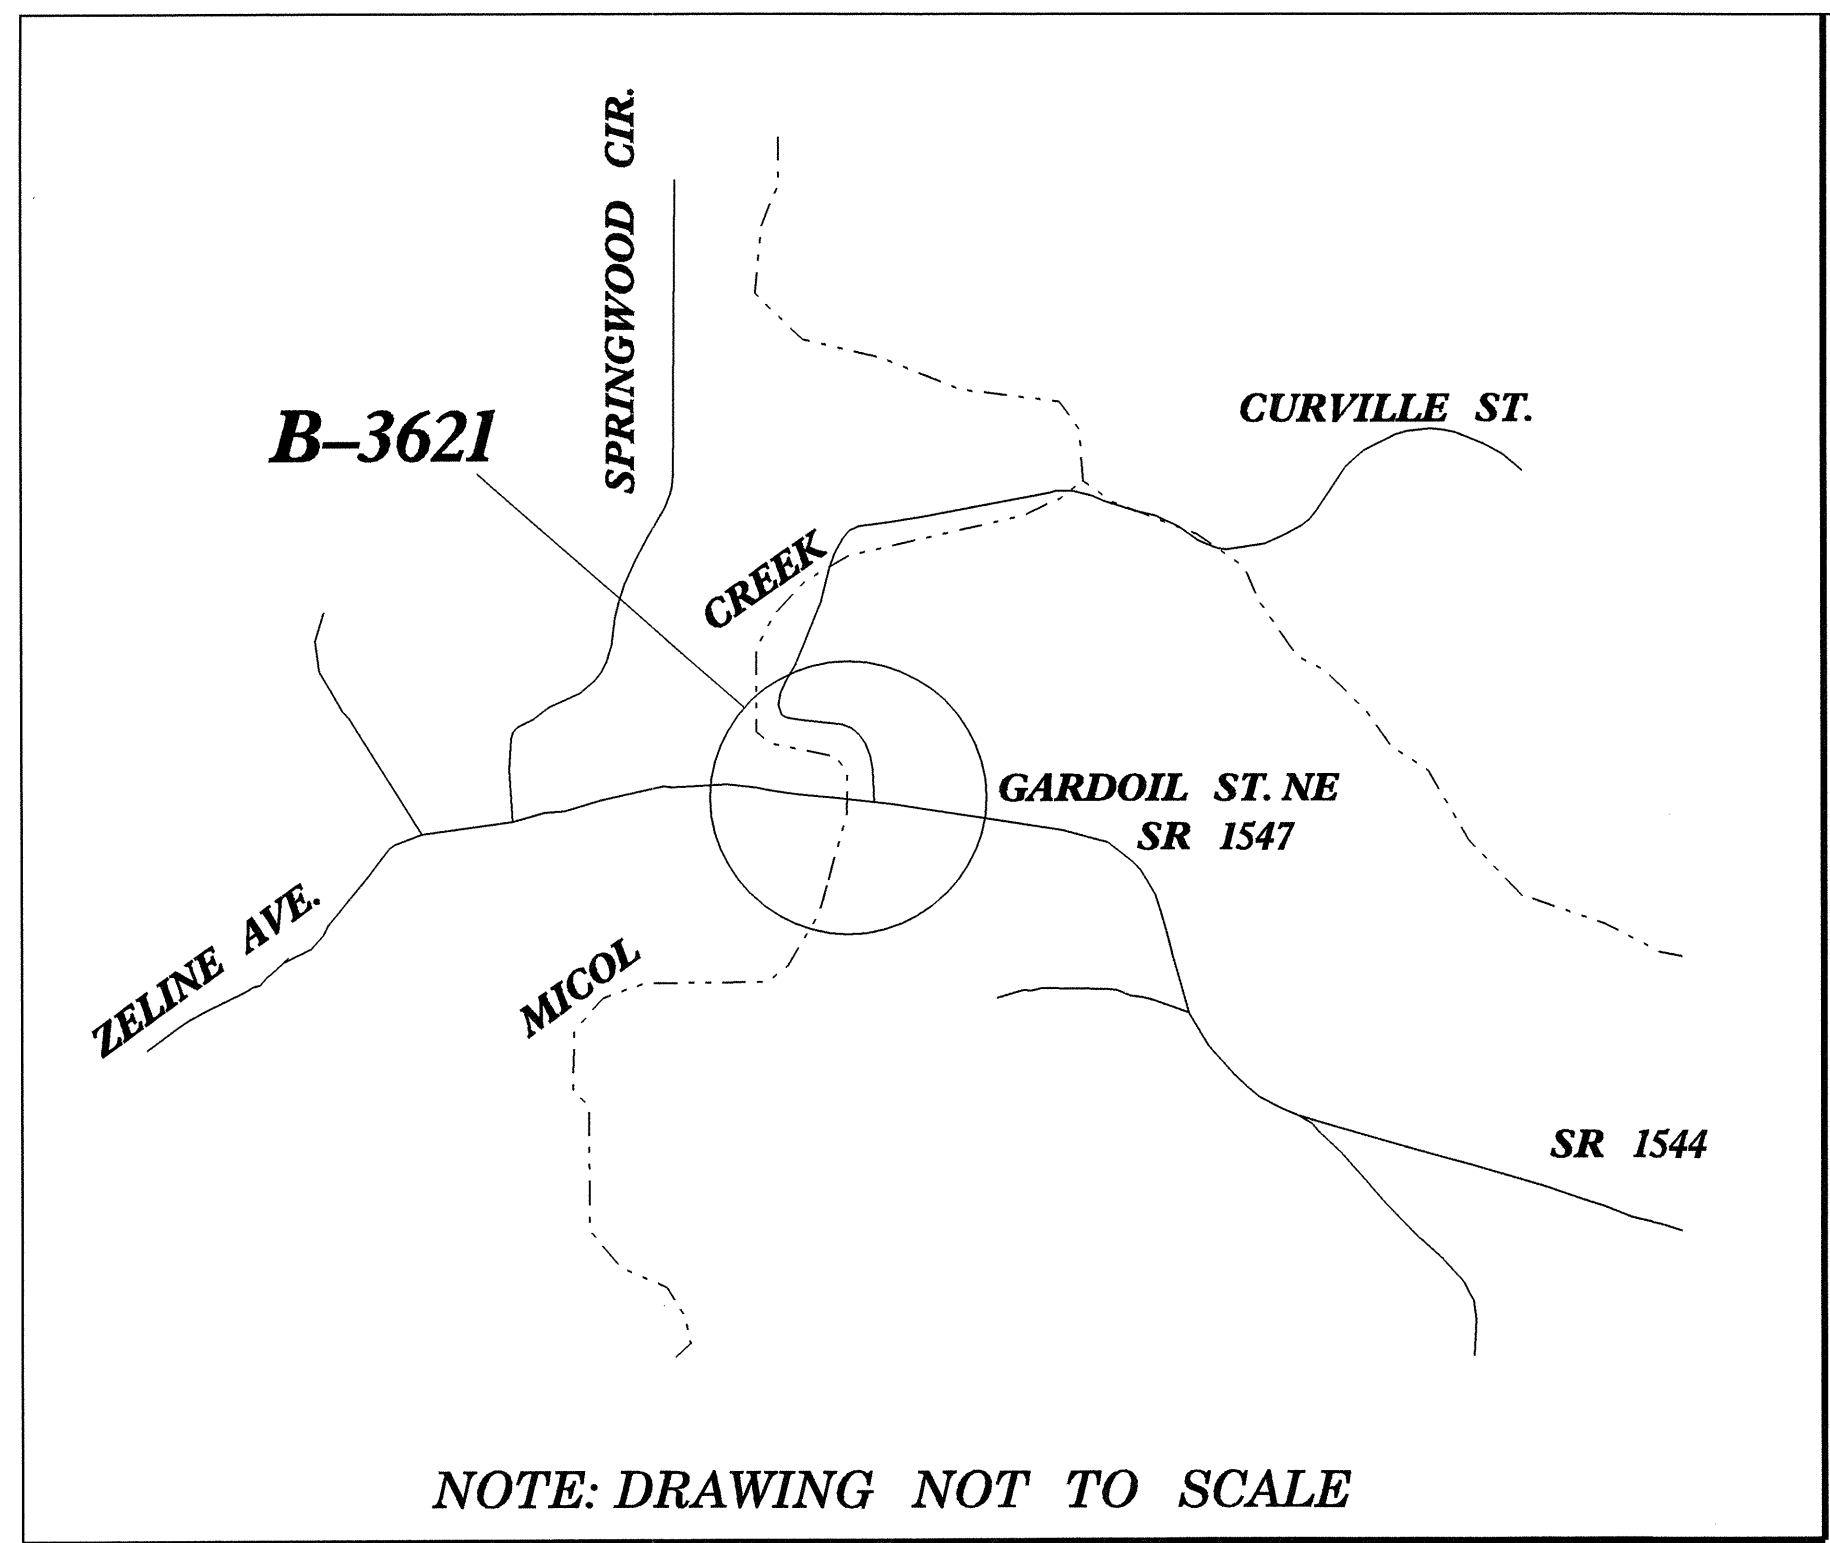 SPRINGWOOD CIR.
B-3621
CURVILLE ST.
CREEK
GARDOIL ST. NE
SR 1547
ZELINE AVE.
MICOL
SR 1544
NOTE: DRAWING NOT TO SCALE